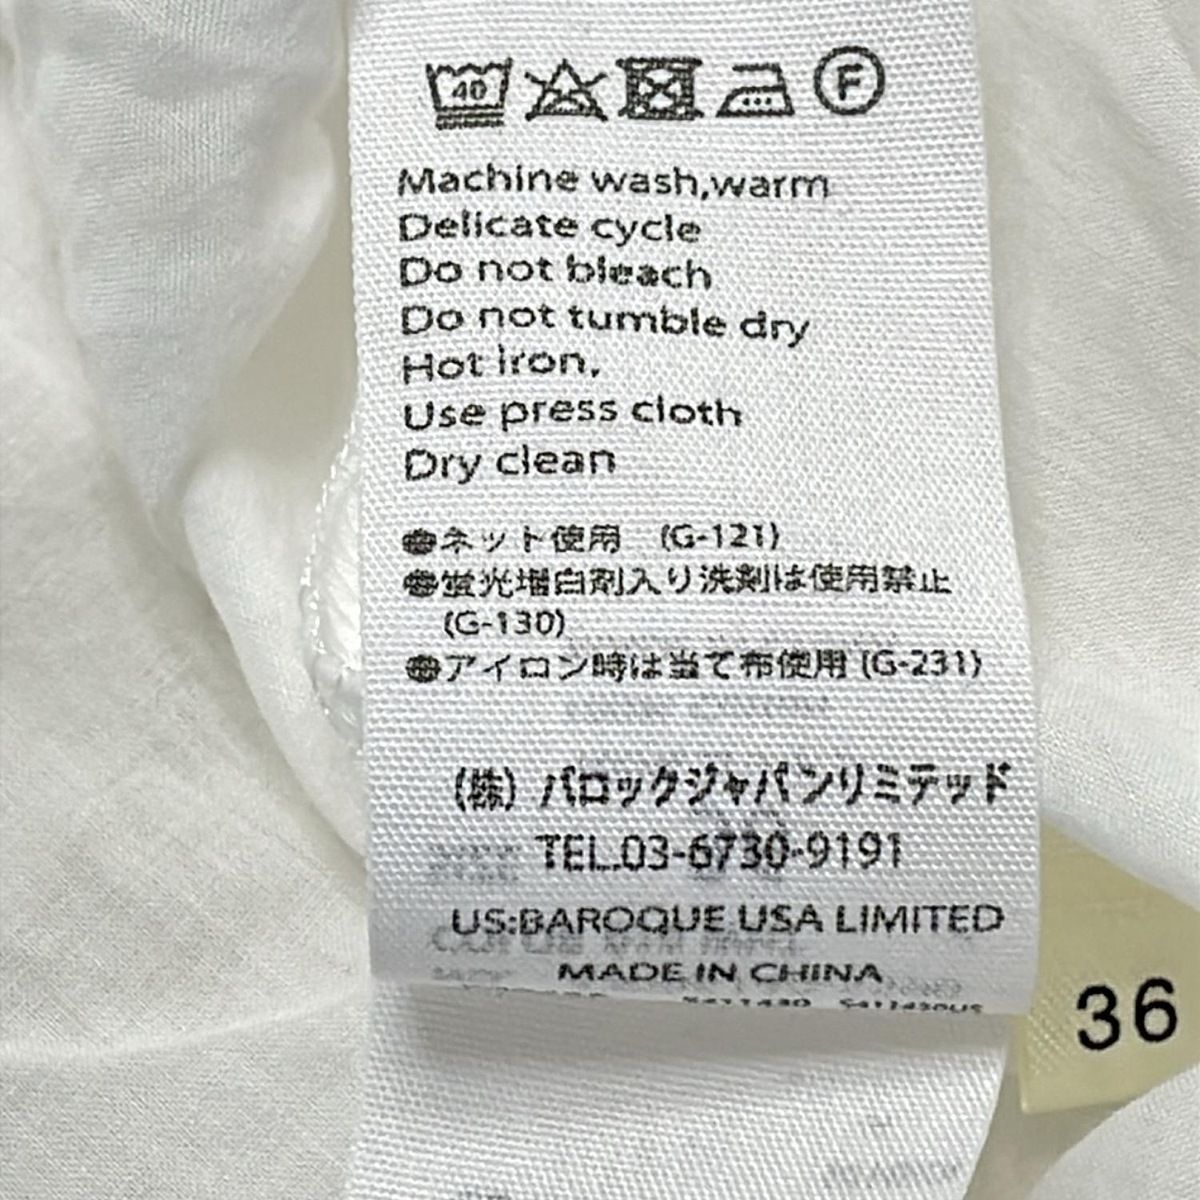 40 F
Machine wash,warm
Delicate cycle
Do not bleach
Do not tumble dry
Hot iron,
Use press cloth
Dry clean
●ネット使用 (G-121)
●蛍光増白剤入り洗剤は使用禁止
(G-130)
●アイロン時は当て布使用 (G-231)
(株) バロックジャパンリミテッド
TEL.03-6730-9191
US:BAROQUE USA LIMITED
MADE IN CHINA
36